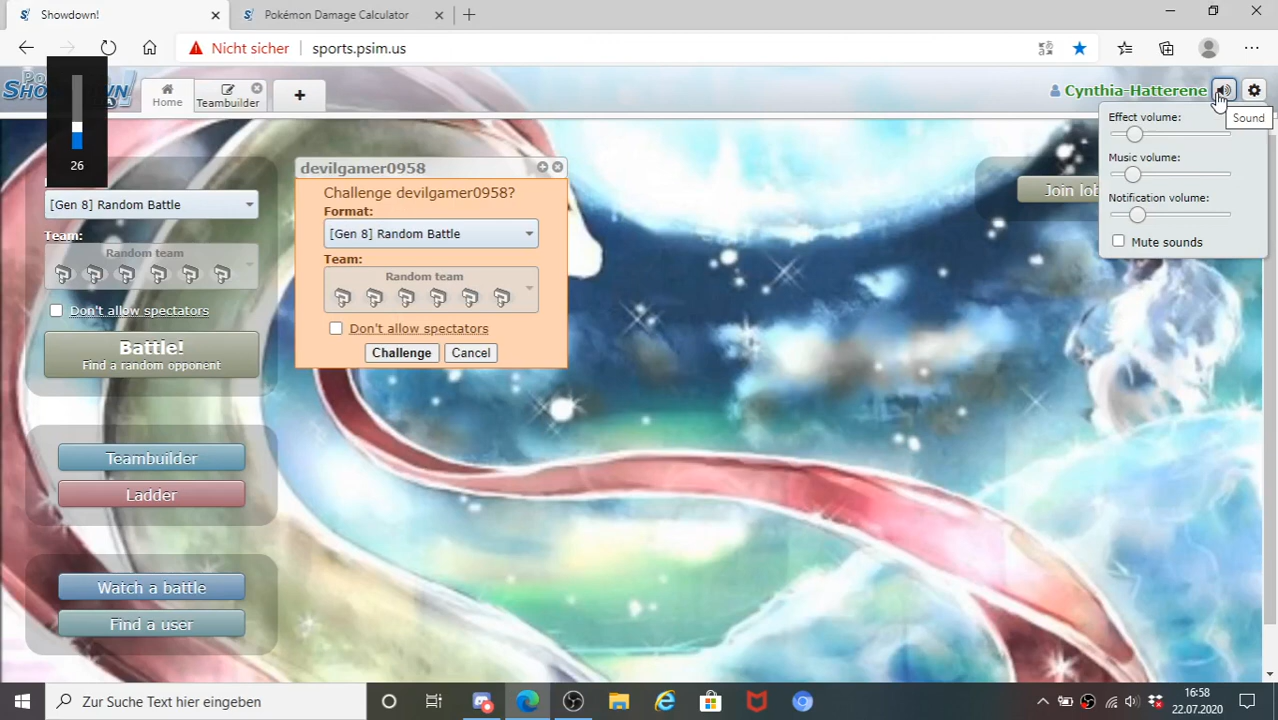 Showdown!
Pokémon Damage Calculator
Nicht sicher
sports.psim.us
SHOWDOWN!
Home
Teambuilder
Cynthia-Hatterene
Sound
26
Effect volume:
Music volume:
Notification volume:
Mute sounds
[Gen 8] Random Battle
Team:
Random team
Don't allow spectators
Battle!
Find a random opponent
Teambuilder
Ladder
Watch a battle
Find a user
devilgamer0958
Challenge devilgamer0958?
Format:
[Gen 8] Random Battle
Team:
Random team
Don't allow spectators
Challenge
Cancel
Join lob
Zur Suche Text hier eingeben
16:58
22.07.2020